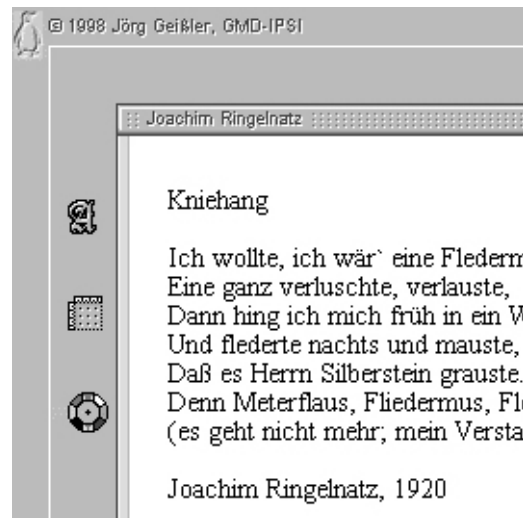 © 1998 Jörg Geißler, GMD-IPSI
Joachim Ringelnatz
Kniehang
Ich wollte, ich wär` eine Flederm
Eine ganz verluschte, verlauste,
Dann hing ich mich früh in ein W
Und flederte nachts und mauste,
Daß es Herrn Silberstein grauste.
Denn Meterflaus, Fliedermus, Fle
(es geht nicht mehr; mein Versta
Joachim Ringelnatz, 1920